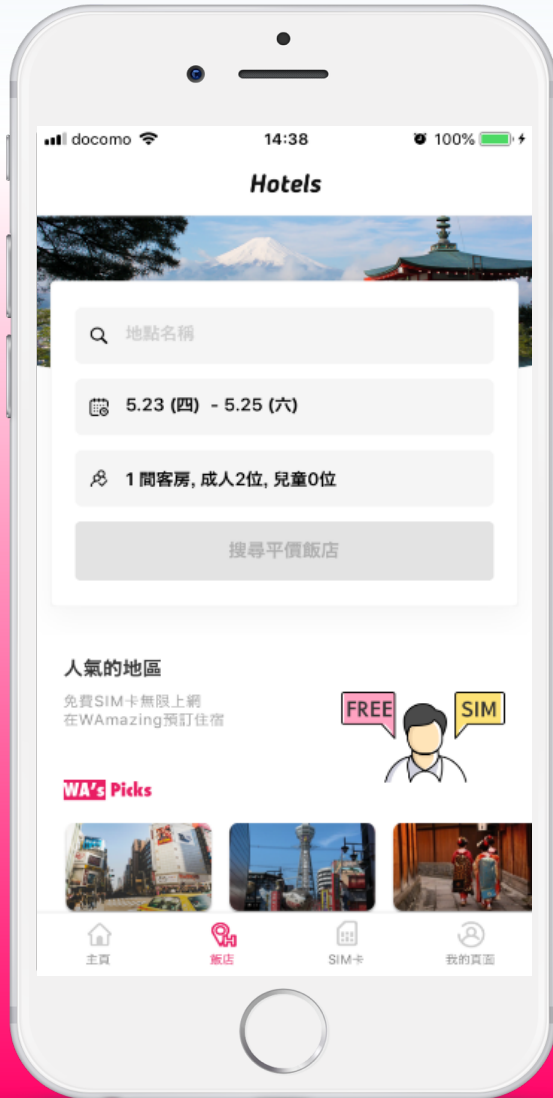 docomo 14:38 100%
Hotels
地點名稱
5.23 (四) - 5.25 (六)
1 間客房, 成人2位, 兒童0位
搜尋平價飯店
人氣的地區
免費SIM卡無限上網
在WAmazing預訂住宿
FREE SIM
WA's Picks
主頁 飯店 SIM卡 我的頁面